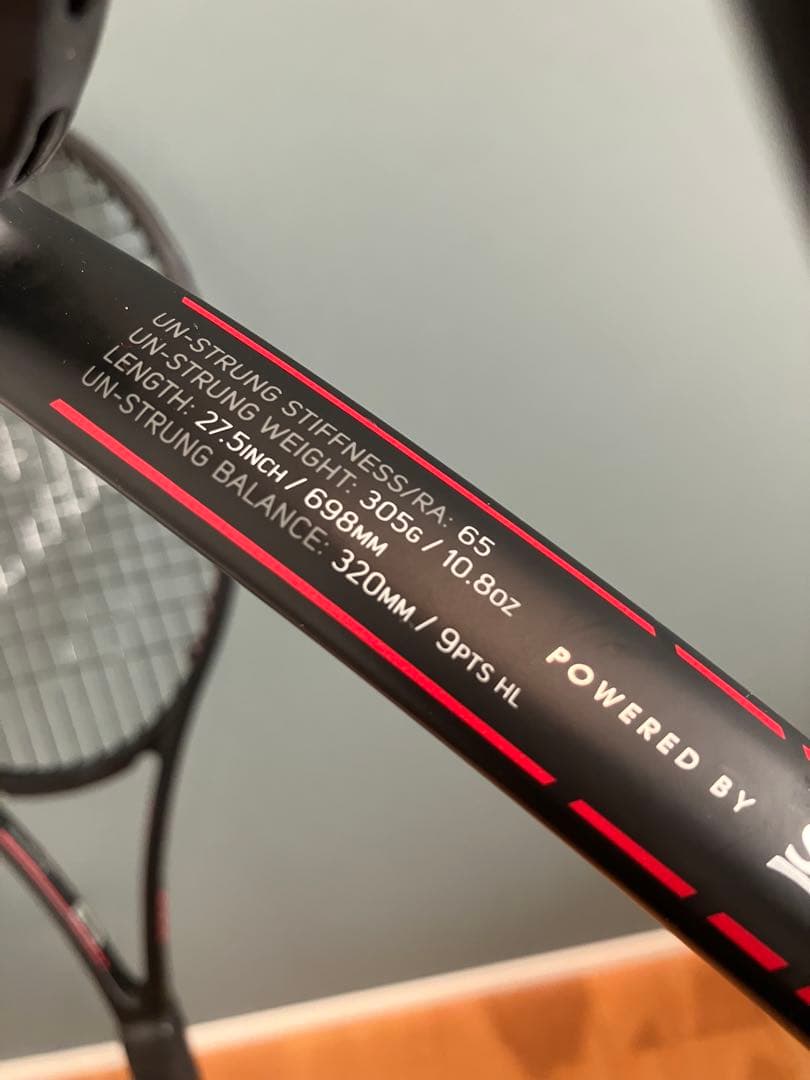 UN-STRUNG STIFFNESS/RA: 65
UN-STRUNG WEIGHT: 305G / 10.8OZ
LENGTH: 27.5INCH / 698MM
UN-STRUNG BALANCE: 320MM / 9PTS HL
POWERED BY